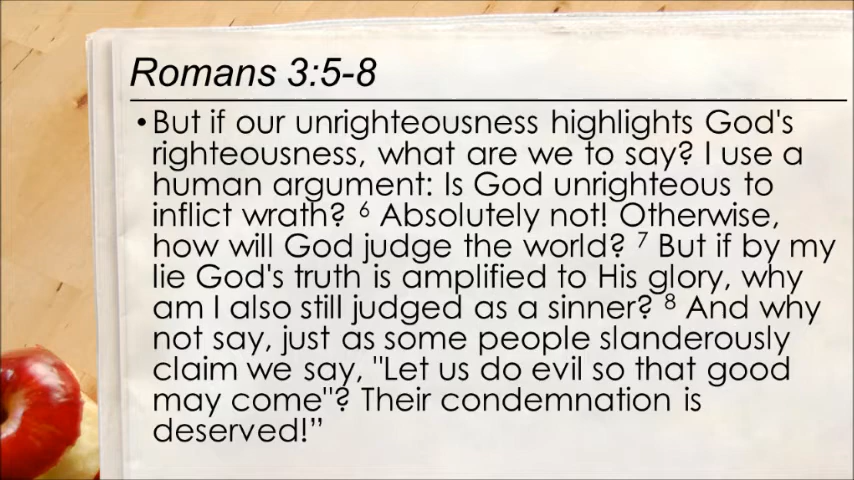 Romans 3:5-8
•But if our unrighteousness highlights God's
righteousness, what are we to say? I use a
human argument: Is God unrighteous to
inflict wrath? ⁶ Absolutely not! Otherwise,
how will God judge the world? ⁷ But if by my
lie God's truth is amplified to His glory, why
am I also still judged as a sinner? ⁸ And why
not say, just as some people slanderously
claim we say, "Let us do evil so that good
may come"? Their condemnation is
deserved!”